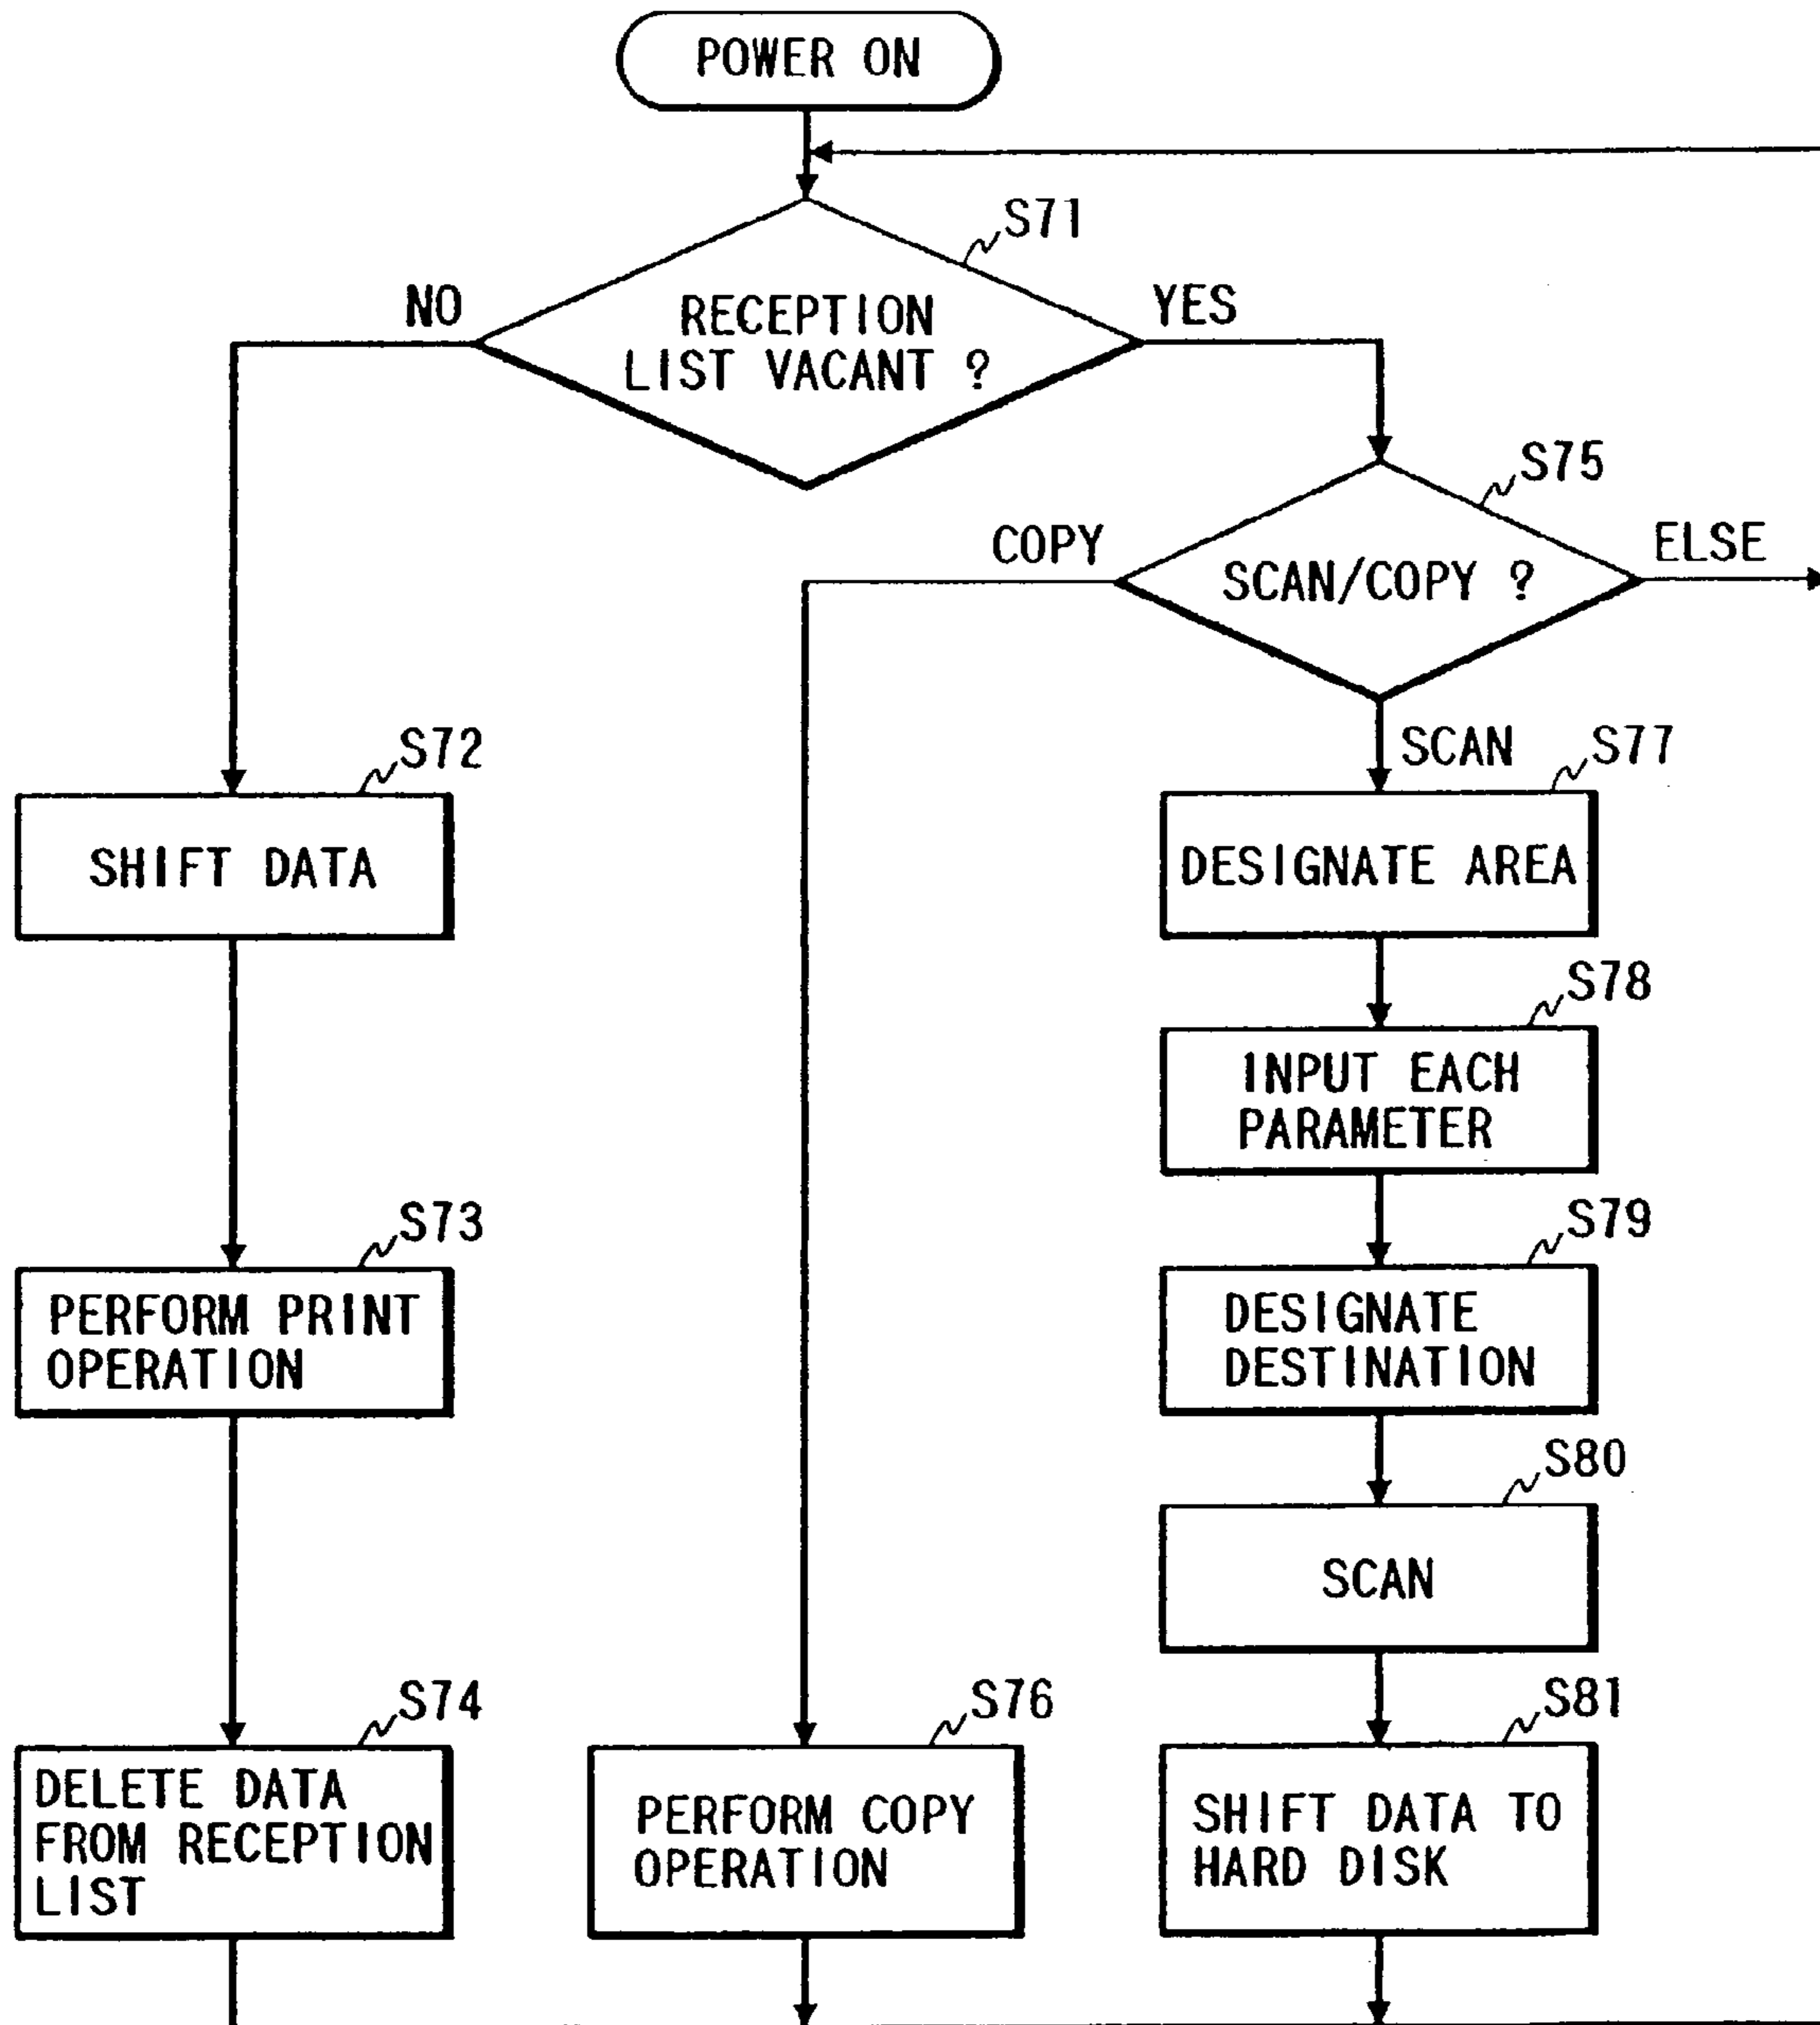 POWER ON
S71
NO
RECEPTION
LIST VACANT ?
YES
S75
COPY
SCAN/COPY ?
ELSE
SCAN
S72
SHIFT DATA
S77
DESIGNATE AREA
S78
INPUT EACH
PARAMETER
S73
PERFORM PRINT
OPERATION
S79
DESIGNATE
DESTINATION
S80
SCAN
S74
DELETE DATA
FROM RECEPTION
LIST
S76
PERFORM COPY
OPERATION
S81
SHIFT DATA TO
HARD DISK